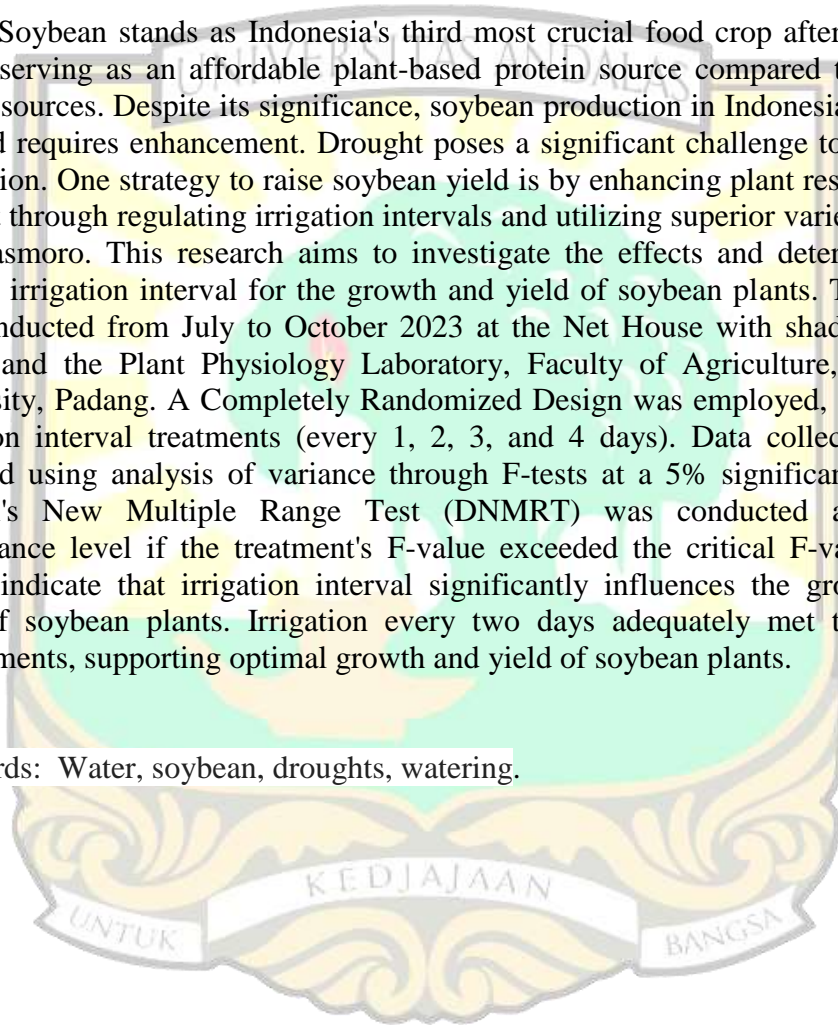 Soybean stands as Indonesia's third most crucial food crop after
serving as an affordable plant-based protein source compared t
sources. Despite its significance, soybean production in Indonesia
d requires enhancement. Drought poses a significant challenge to
ion. One strategy to raise soybean yield is by enhancing plant res
through regulating irrigation intervals and utilizing superior varie
asmoro. This research aims to investigate the effects and deter
irrigation interval for the growth and yield of soybean plants. T
nducted from July to October 2023 at the Net House with shad
and the Plant Physiology Laboratory, Faculty of Agriculture,
sity, Padang. A Completely Randomized Design was employed,
on interval treatments (every 1, 2, 3, and 4 days). Data collec
d using analysis of variance through F-tests at a 5% significan
's New Multiple Range Test (DNMRT) was conducted a
ance level if the treatment's F-value exceeded the critical F-va
indicate that irrigation interval significantly influences the gro
f soybean plants. Irrigation every two days adequately met t
ments, supporting optimal growth and yield of soybean plants.
rds: Water, soybean, droughts, watering.
UNIVERSITAS ANDALAS
KEDJAJAAN
UNTUK
BANGSA